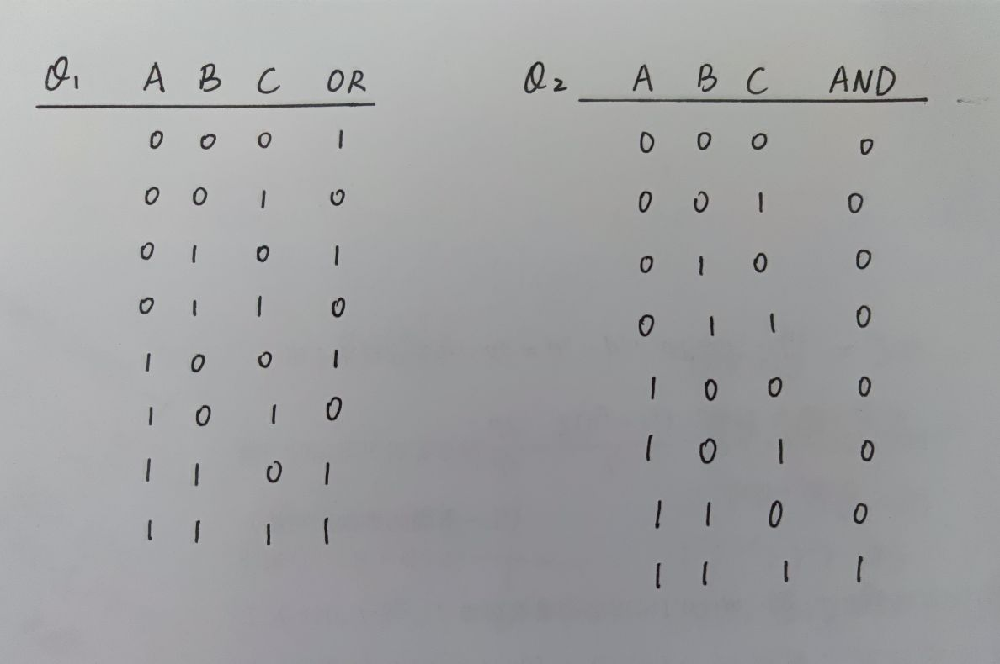 Q1 A B C OR
0 0 0 1
0 0 1 0
0 1 0 1
0 1 1 0
1 0 0 1
1 0 1 0
1 1 0 1
1 1 1 1
Q2 A B C AND
0 0 0 0
0 0 1 0
0 1 0 0
0 1 1 0
1 0 0 0
1 0 1 0
1 1 0 0
1 1 1 1